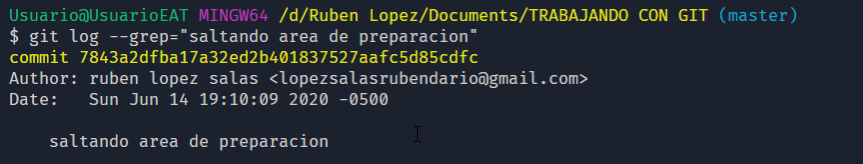 Usuario@UsuarioEAT MINGW64 /d/Ruben Lopez/Documents/TRABAJANDO CON GIT (master)
$ git log --grep="saltando area de preparacion"
commit 7843a2dfba17a32ed2b401837527aafc5d85cdfc
Author: ruben lopez salas <lopezsalasrubendario@gmail.com>
Date:   Sun Jun 14 19:10:09 2020 -0500
    saltando area de preparacion